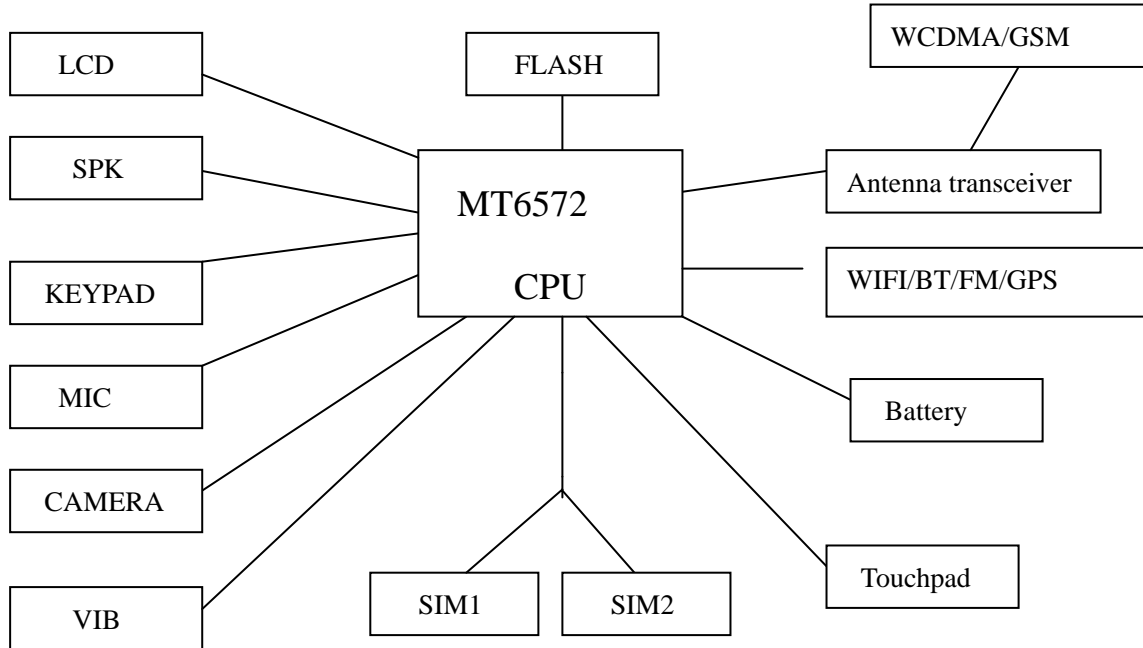 LCD
FLASH
WCDMA/GSM
SPK
MT6572
Antenna transceiver
KEYPAD
CPU
WIFI/BT/FM/GPS
MIC
Battery
CAMERA
Touchpad
VIB
SIM1
SIM2